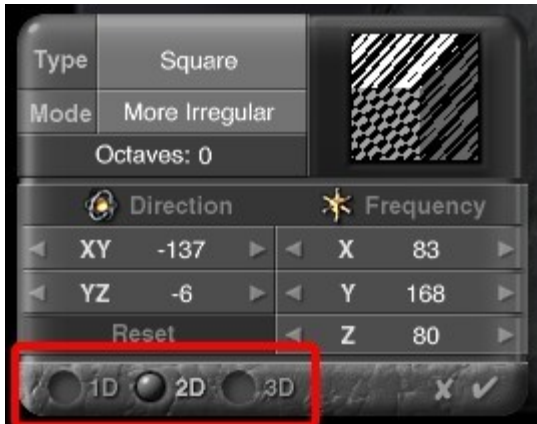 Type Square
Mode More Irregular
Octaves: 0
Direction Frequency
XY -137 X 83
YZ -6 Y 168
Reset Z 80
1D 2D 3D